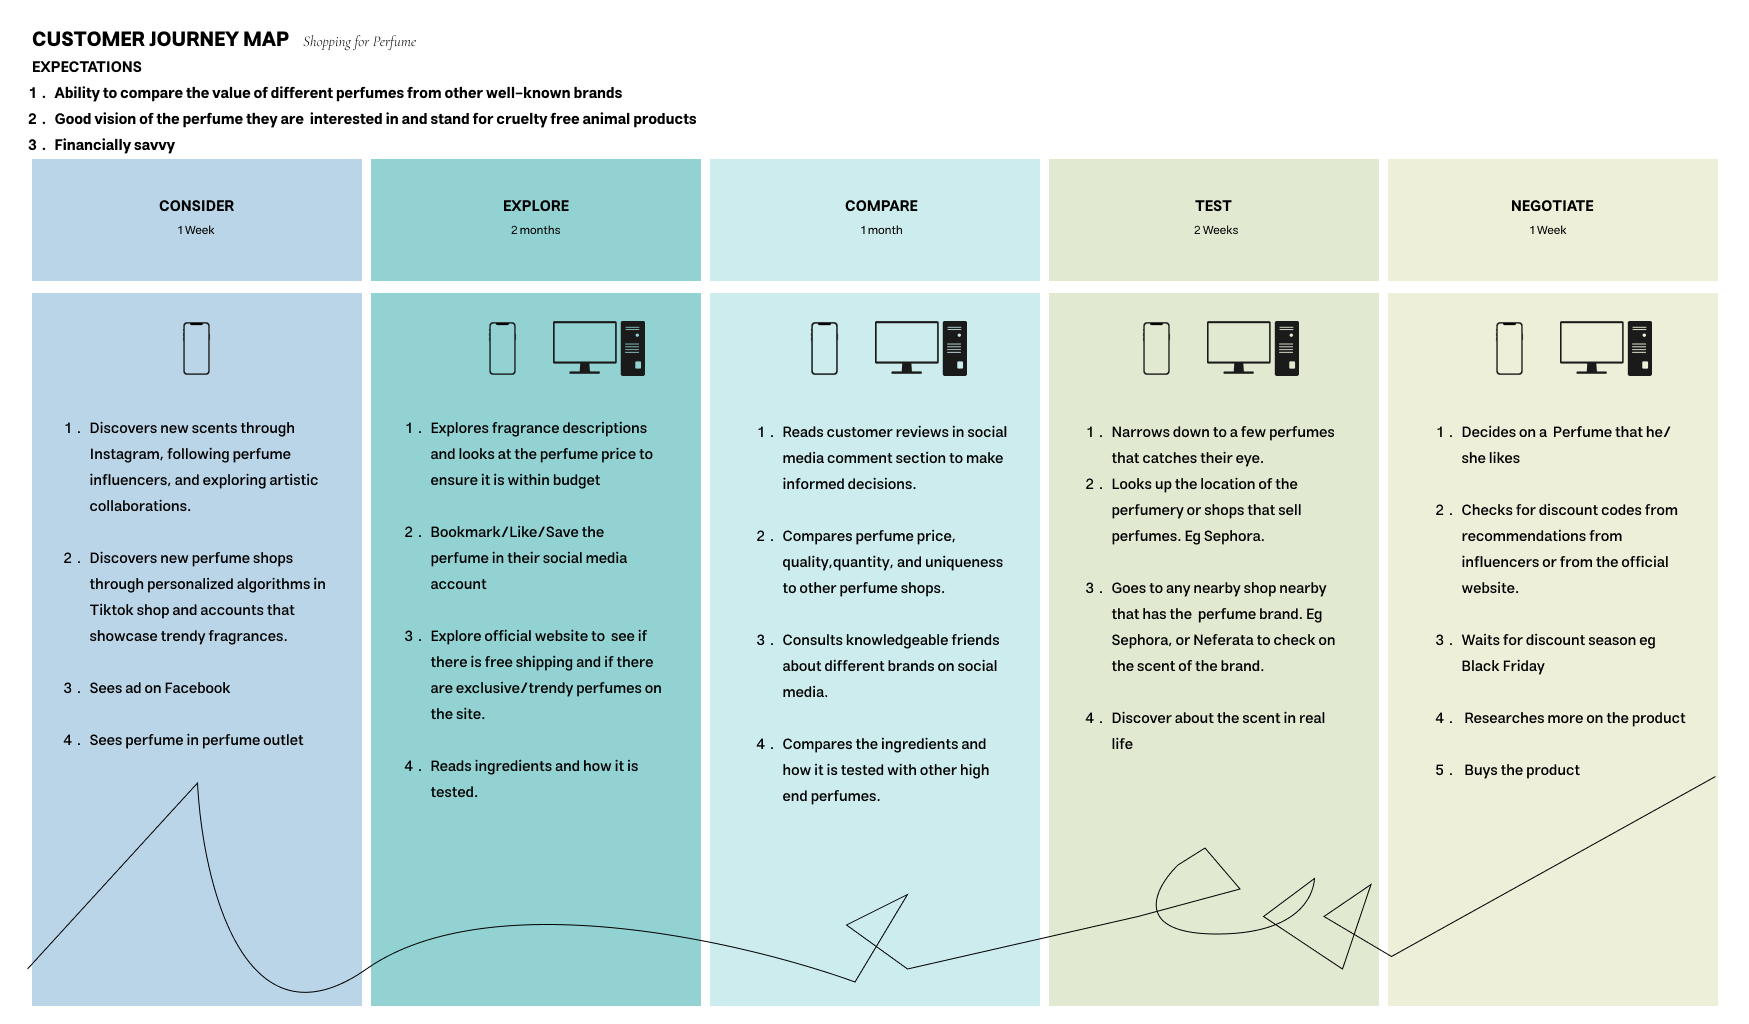 CUSTOMER JOURNEY MAP Shopping for Perfume
EXPECTATIONS
1 . Ability to compare the value of different perfumes from other well-known brands
2 . Good vision of the perfume they are interested in and stand for cruelty free animal products
3 . Financially savvy
CONSIDER
1 Week
EXPLORE
2 months
COMPARE
1 month
TEST
2 Weeks
NEGOTIATE
1 Week
1 . Discovers new scents through
Instagram, following perfume
influencers, and exploring artistic
collaborations.
2 . Discovers new perfume shops
through personalized algorithms in
Tiktok shop and accounts that
showcase trendy fragrances.
3 . Sees ad on Facebook
4 . Sees perfume in perfume outlet
1 . Explores fragrance descriptions
and looks at the perfume price to
ensure it is within budget
2 . Bookmark/Like/Save the
perfume in their social media
account
3 . Explore official website to see if
there is free shipping and if there
are exclusive/trendy perfumes on
the site.
4 . Reads ingredients and how it is
tested.
1 . Reads customer reviews in social
media comment section to make
informed decisions.
2 . Compares perfume price,
quality,quantity, and uniqueness
to other perfume shops.
3 . Consults knowledgeable friends
about different brands on social
media.
4 . Compares the ingredients and
how it is tested with other high
end perfumes.
1 . Narrows down to a few perfumes
that catches their eye.
2 . Looks up the location of the
perfumery or shops that sell
perfumes. Eg Sephora.
3 . Goes to any nearby shop nearby
that has the perfume brand. Eg
Sephora, or Neferata to check on
the scent of the brand.
4 . Discover about the scent in real
life
1 . Decides on a Perfume that he/
she likes
2 . Checks for discount codes from
recommendations from
influencers or from the official
website.
3 . Waits for discount season eg
Black Friday
4 . Researches more on the product
5 . Buys the product